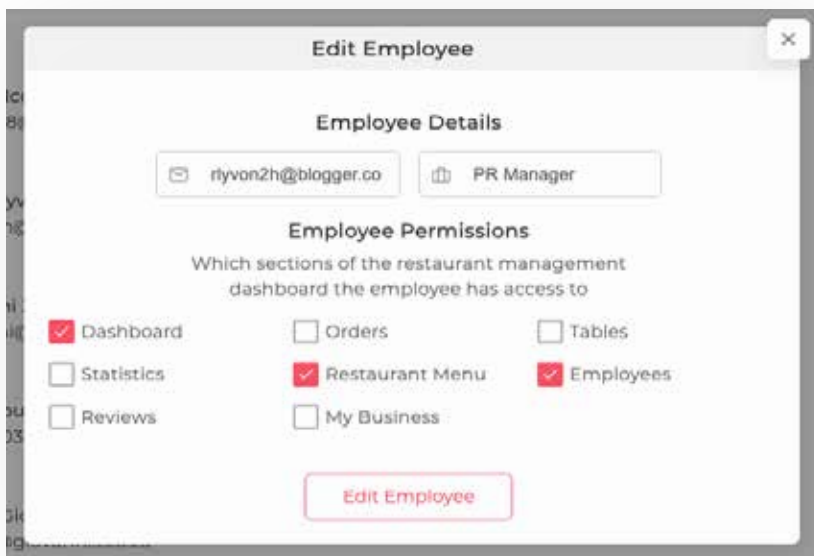 Edit Employee
Employee Details
rlyvon2h@blogger.co
PR Manager
Employee Permissions
Which sections of the restaurant management
dashboard the employee has access to
Dashboard
Orders
Tables
Statistics
Restaurant Menu
Employees
Reviews
My Business
Edit Employee